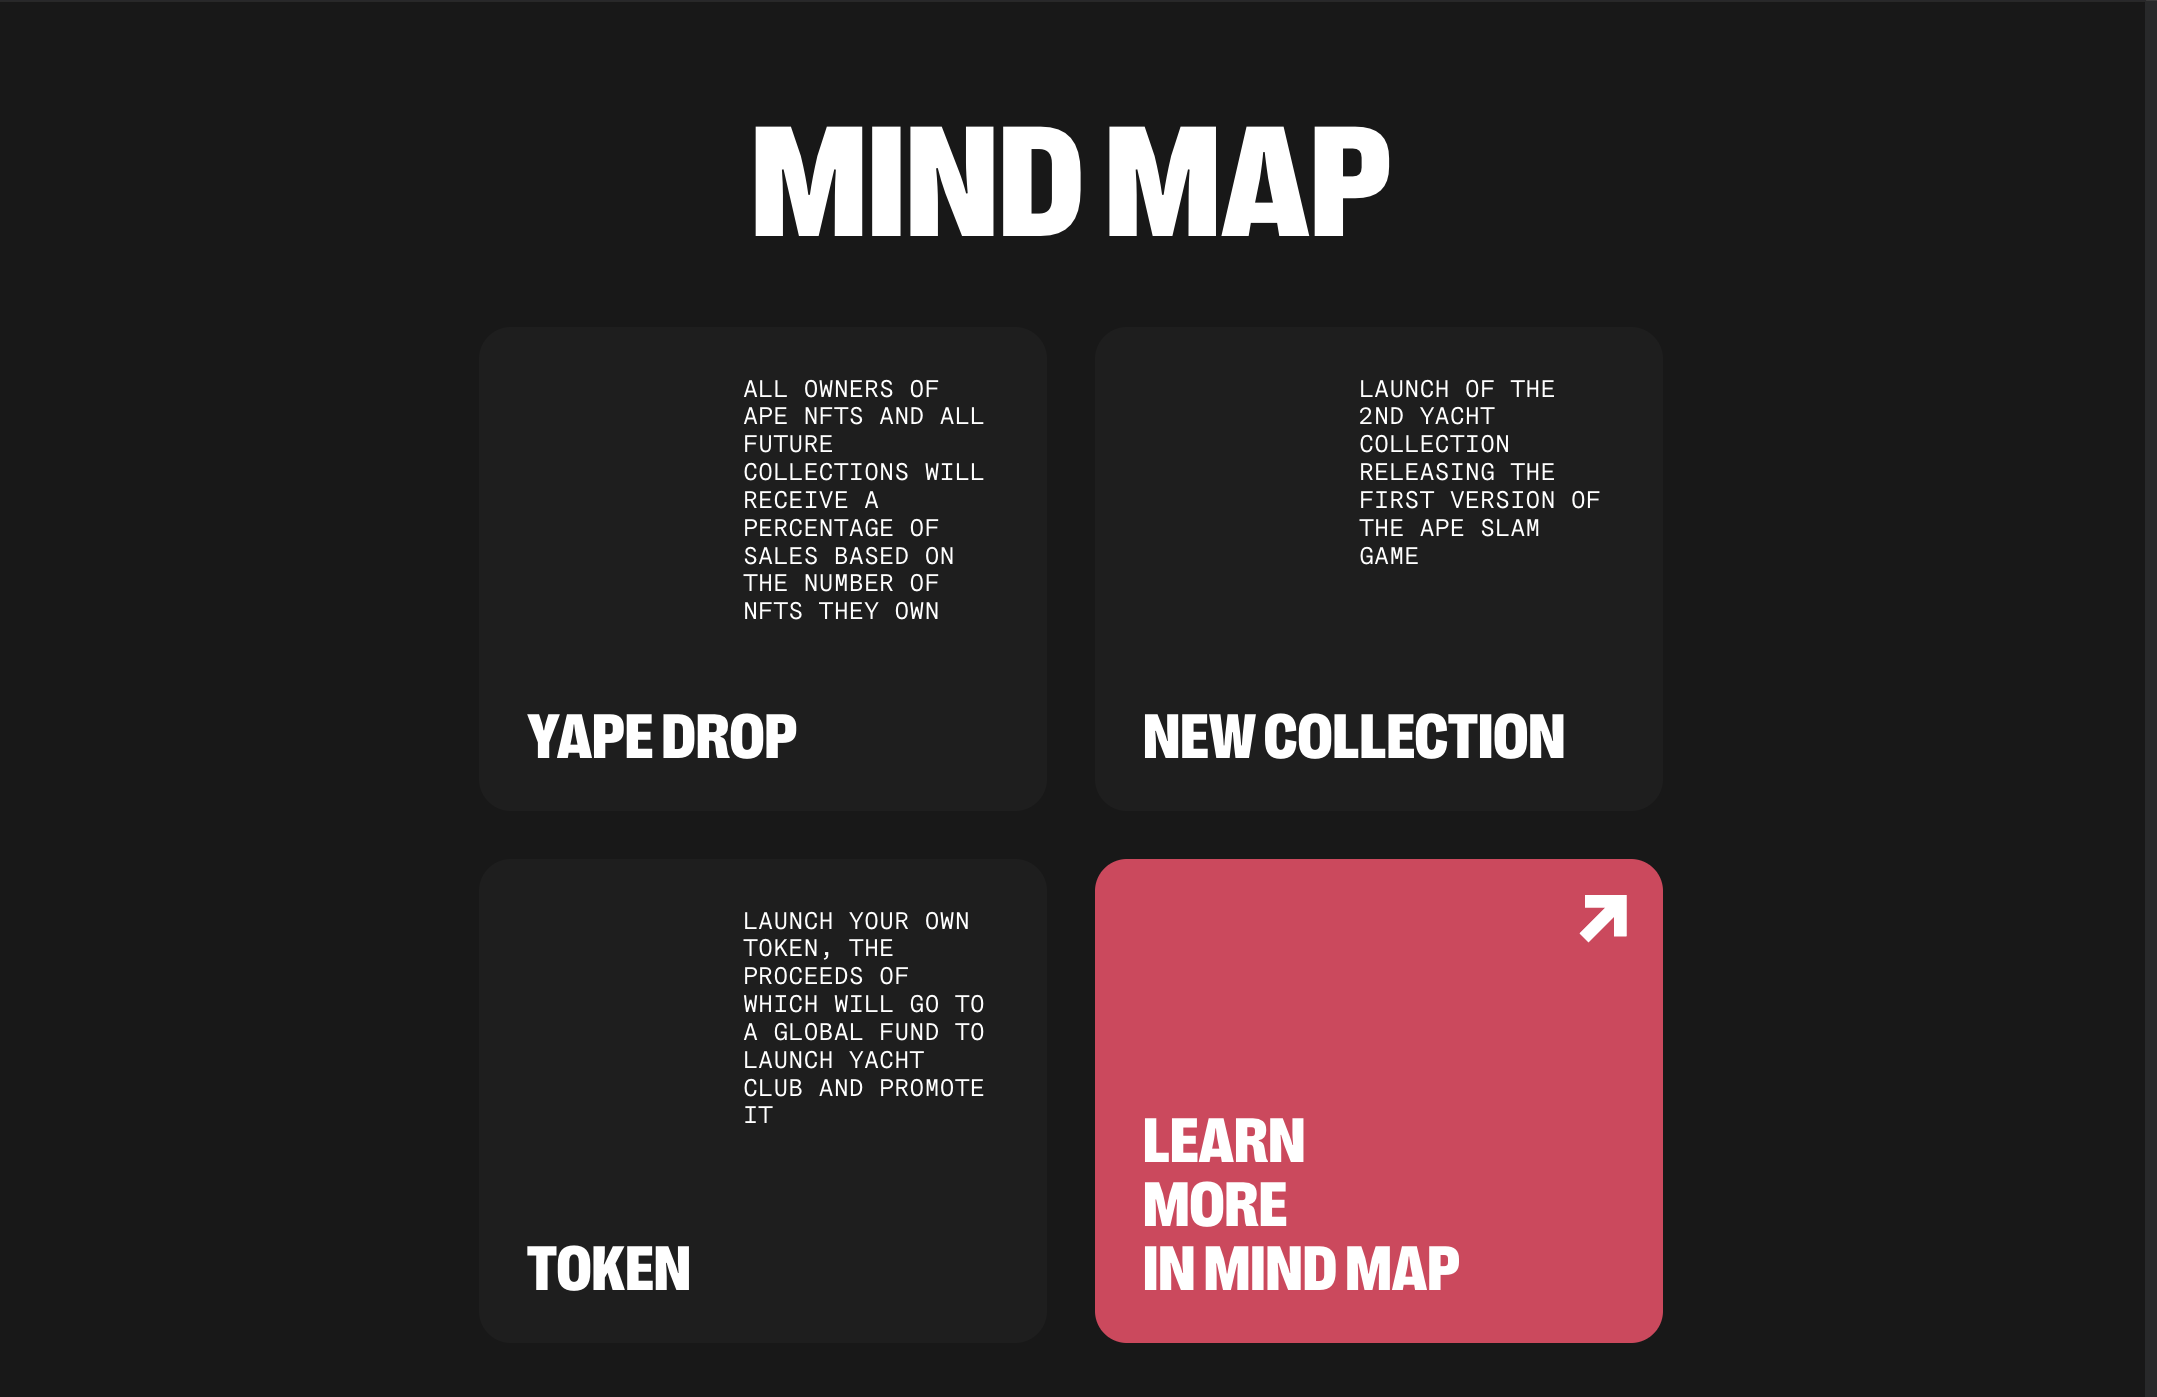 MIND MAP
ALL OWNERS OF
APE NFTS AND ALL
FUTURE
COLLECTIONS WILL
RECEIVE A
PERCENTAGE OF
SALES BASED ON
THE NUMBER OF
NFTS THEY OWN
YAPE DROP
LAUNCH OF THE
2ND YACHT
COLLECTION
RELEASING THE
FIRST VERSION OF
THE APE SLAM
GAME
NEW COLLECTION
LAUNCH YOUR OWN
TOKEN, THE
PROCEEDS OF
WHICH WILL GO TO
A GLOBAL FUND TO
LAUNCH YACHT
CLUB AND PROMOTE
IT
TOKEN
LEARN
MORE
IN MIND MAP